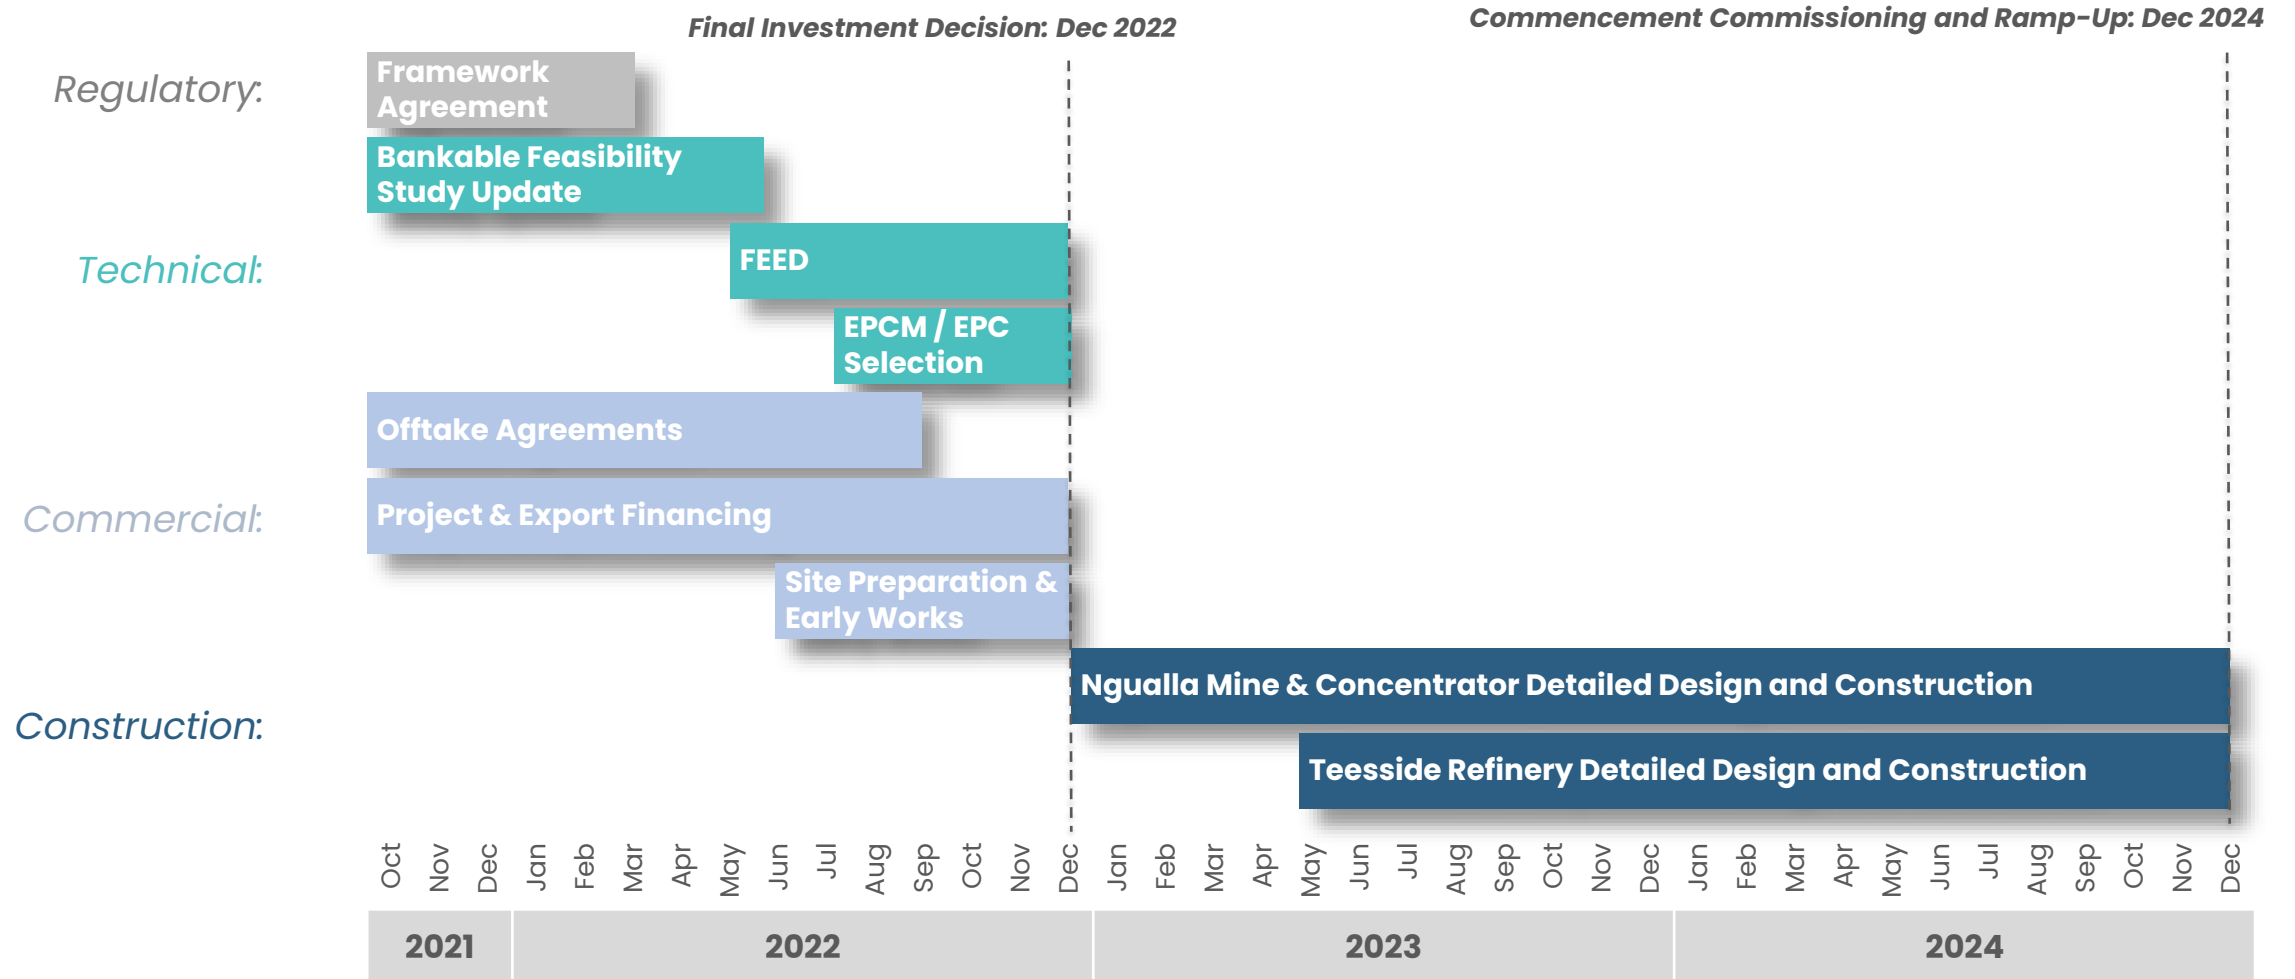 Final Investment Decision: Dec 2022
Commencement Commissioning and Ramp-Up: Dec 2024
Regulatory:
Framework
Agreement
Bankable Feasibility
Study Update
Technical:
FEED
EPCM / EPC
Selection
Offtake Agreements
Commercial:
Project & Export Financing
Site Preparation &
Early Works
Construction:
Ngualla Mine & Concentrator Detailed Design and Construction
Teesside Refinery Detailed Design and Construction
Oct Nov Dec Jan Feb Mar Apr May Jun Jul Aug Sep Oct Nov Dec Jan Feb Mar Apr May Jun Jul Aug Sep Oct Nov Dec Jan Feb Mar Apr May Jun Jul Aug Sep Oct Nov Dec
2021 2022 2023 2024